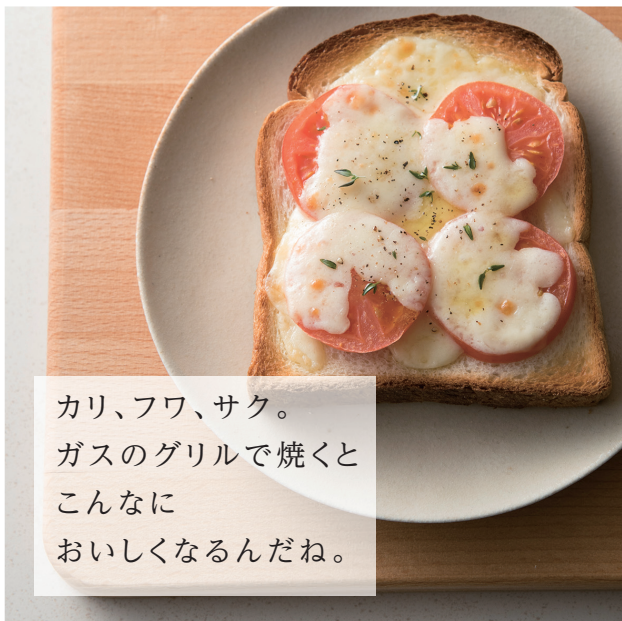 カリ、フワ、サク。
ガスのグリルで焼くと
こんなに
おいしくなるんだね。